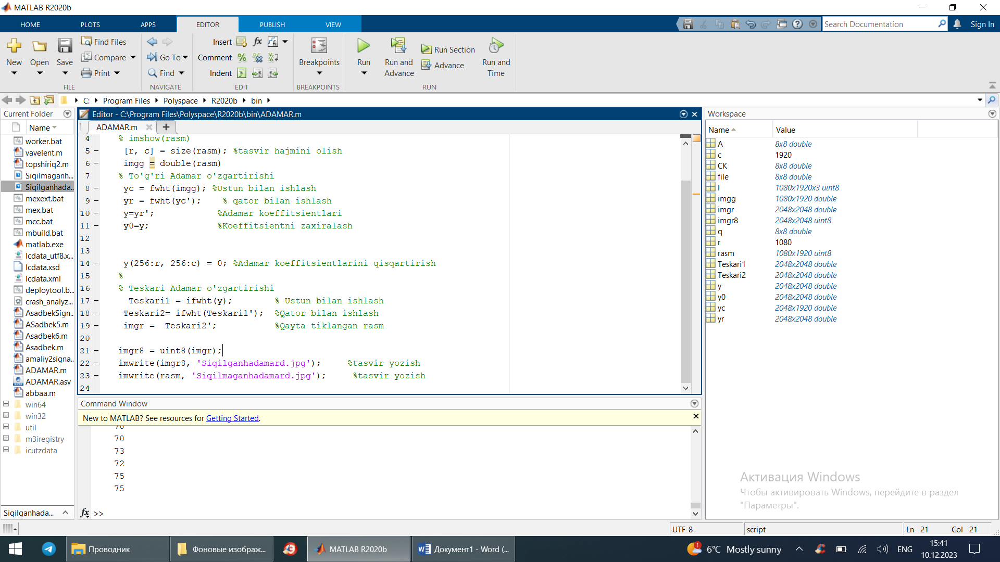 MATLAB R2020b
HOME PLOTS APPS EDITOR PUBLISH VIEW
Search Documentation
Sign In
New
Open
Save
Find Files
Compare
Print
FILE
Go To
Find
NAVIGATE
Insert
Comment
Indent
EDIT
Breakpoints
BREAKPOINTS
Run
Run and Advance
Run Section
Advance
Run and Time
RUN
C: Program Files Polyspace R2020b bin
Current Folder
Name
worker.bat
vavelent.m
topshiriq2.m
Siqilmaganh...
Siqilganhada...
mexext.bat
mex.bat
mcc.bat
mbuild.bat
matlab.exe
lcdata_utf8.x...
lcdata.xsd
lcdata.xml
deploytool.b...
crash_analyz...
AsadbekSign...
ASadbek5.m
Asadbek6.m
Asadbek.m
amaliy2signa...
ADAMAR.m
ADAMAR.asv
abbaa.m
win64
win32
util
m3iregistry
icutzdata
Siqilganhada...
Editor - C:\Program Files\Polyspace\R2020b\bin\ADAMAR.m
ADAMAR.m
4 % imshow(rasm)
5 – [r, c] = size(rasm); %tasvir hajmini olish
6 – imgg = double(rasm)
7 % To'g'ri Adamar o'zgartirishi
8 – yc = fwht(imgg); %Ustun bilan ishlash
9 – yr = fwht(yc'); % qator bilan ishlash
10 – y=yr'; %Adamar koeffitsientlari
11 – y0=y; %Koeffitsientni zaxiralash
12
13
14 – y(256:r, 256:c) = 0; %Adamar koeffitsientlarini qisqartirish
15 %
16 % Teskari Adamar o'zgartirishi
17 – Teskari1 = ifwht(y); % Ustun bilan ishlash
18 – Teskari2= ifwht(Teskari1'); %Qator bilan ishlash
19 – imgr = Teskari2'; %Qayta tiklangan rasm
20
21 – imgr8 = uint8(imgr);
22 – imwrite(imgr8, 'Siqilganhadamard.jpg'); %tasvir yozish
23 – imwrite(rasm, 'Siqilmaganhadamard.jpg'); %tasvir yozish
24
Command Window
New to MATLAB? See resources for Getting Started.
70
70
73
72
75
75
fx >>
Workspace
Name Value
A 8x8 double
c 1920
CK 8x8 double
file 8x8 double
I 1080x1920x3 uint8
imgg 1080x1920 double
imgr 2048x2048 double
imgr8 2048x2048 uint8
q 8x8 double
r 1080
rasm 1080x1920 uint8
Teskari1 2048x2048 double
Teskari2 2048x2048 double
y 2048x2048 double
y0 2048x2048 double
yc 2048x1920 double
yr 2048x2048 double
Активация Windows
Чтобы активировать Windows, перейдите в раздел
"Параметры".
UTF-8 script Ln 21 Col 21
Проводник
Фоновые изображ...
MATLAB R2020b
Документ1 - Word (...
1
6°C Mostly sunny
ENG
15:41
10.12.2023